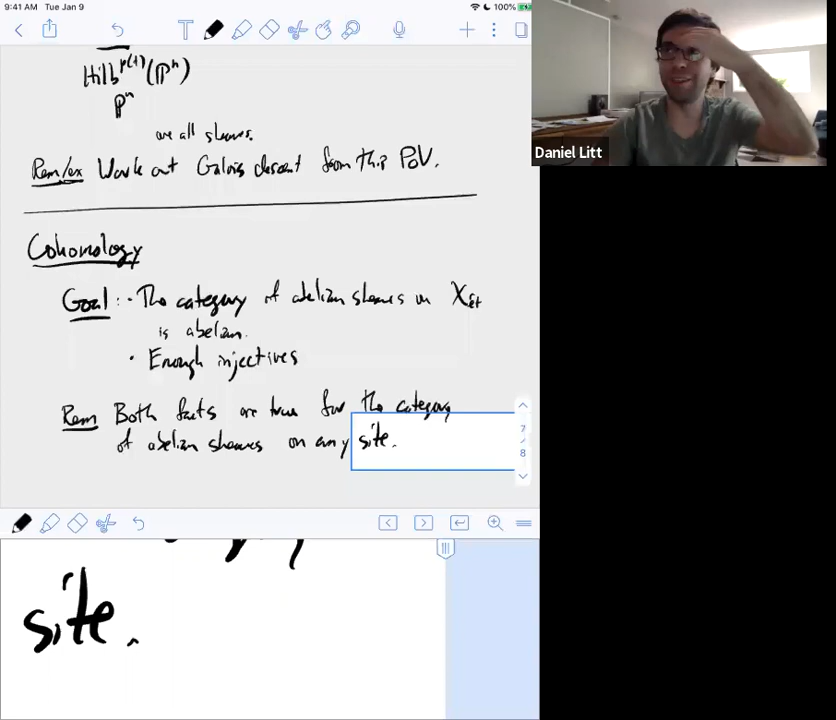 9:41 AM Tue Jan 9
100%
Hilb^p(t)(P^n)
P^n
are all sheaves.
Rem/ex Work out Galois descent from this PoV.
Cohomology
Goal: · The category of abelian sheaves on X_ét
is abelian.
· Enough injectives
Rem Both facts are true for the category
of abelian sheaves on any site.
7
/
8
site.
Daniel Litt